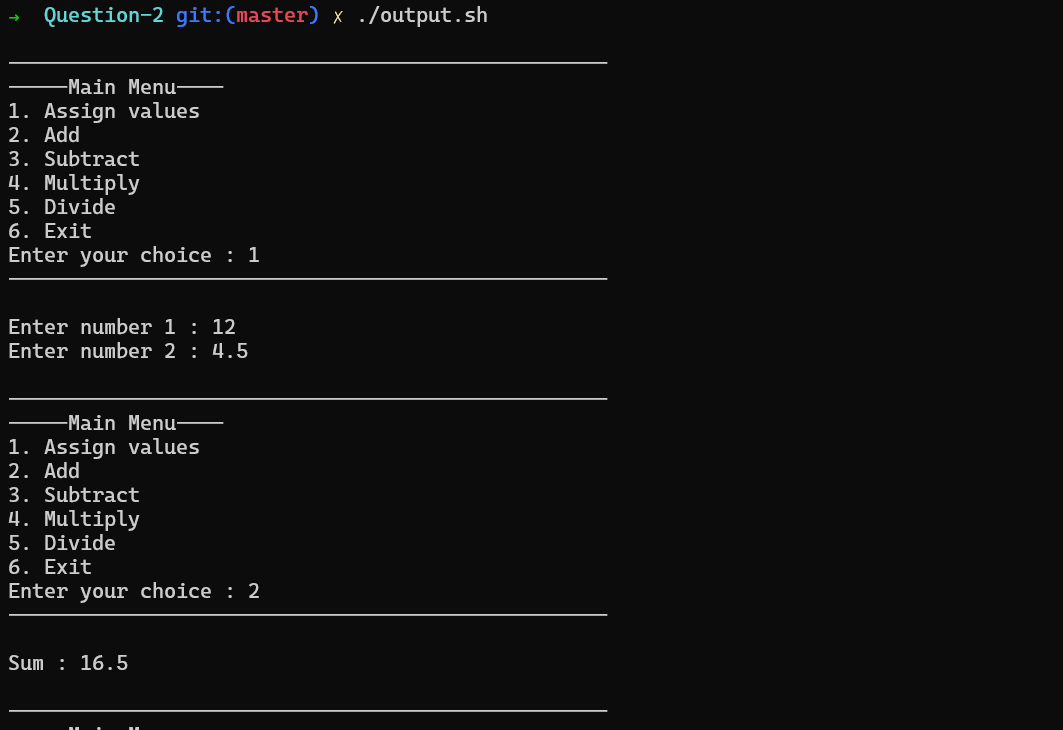 → Question-2 git:(master) ✗ ./output.sh
--------------------------------------------------
-----Main Menu----
1. Assign values
2. Add
3. Subtract
4. Multiply
5. Divide
6. Exit
Enter your choice : 1
--------------------------------------------------
Enter number 1 : 12
Enter number 2 : 4.5
--------------------------------------------------
-----Main Menu----
1. Assign values
2. Add
3. Subtract
4. Multiply
5. Divide
6. Exit
Enter your choice : 2
--------------------------------------------------
Sum : 16.5
--------------------------------------------------